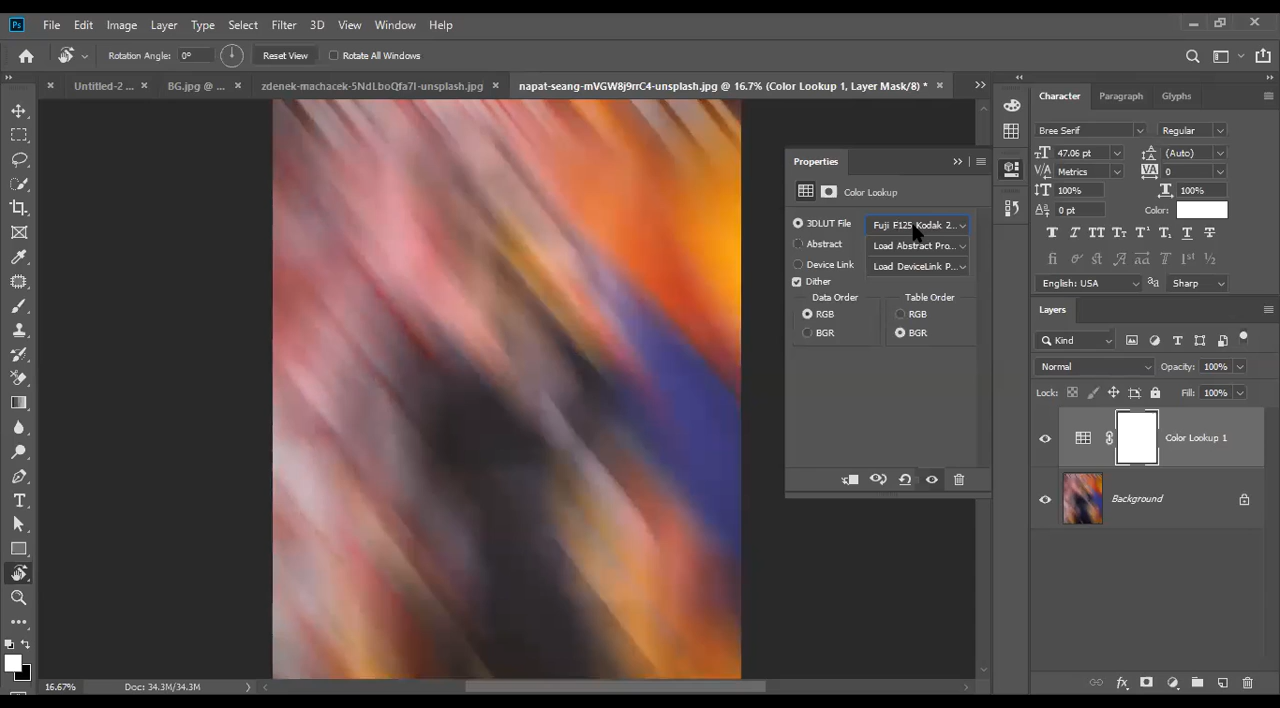 Ps File Edit Image Layer Type Select Filter 3D View Window Help
Rotation Angle: 0° Reset View Rotate All Windows
Untitled-2 ... × BG.jpg @ ... × zdenek-machacek-5NdLboQfa7I-unsplash.jpg × napat-seang-mVGW8j9rrC4-unsplash.jpg @ 16.7% (Color Lookup 1, Layer Mask/8) * ×
Properties
Color Lookup
3DLUT File Fuji F125 Kodak 2...
Abstract Load Abstract Pro...
Device Link Load DeviceLink P...
Dither
Data Order Table Order
RGB RGB
BGR BGR
Character Paragraph Glyphs
Bree Serif Regular
47.06 pt (Auto)
Metrics 0
100% 100%
0 pt Color:
English: USA Sharp
Layers
Kind
Normal Opacity: 100%
Lock: Fill: 100%
Color Lookup 1
Background
16.67% Doc: 34.3M/34.3M